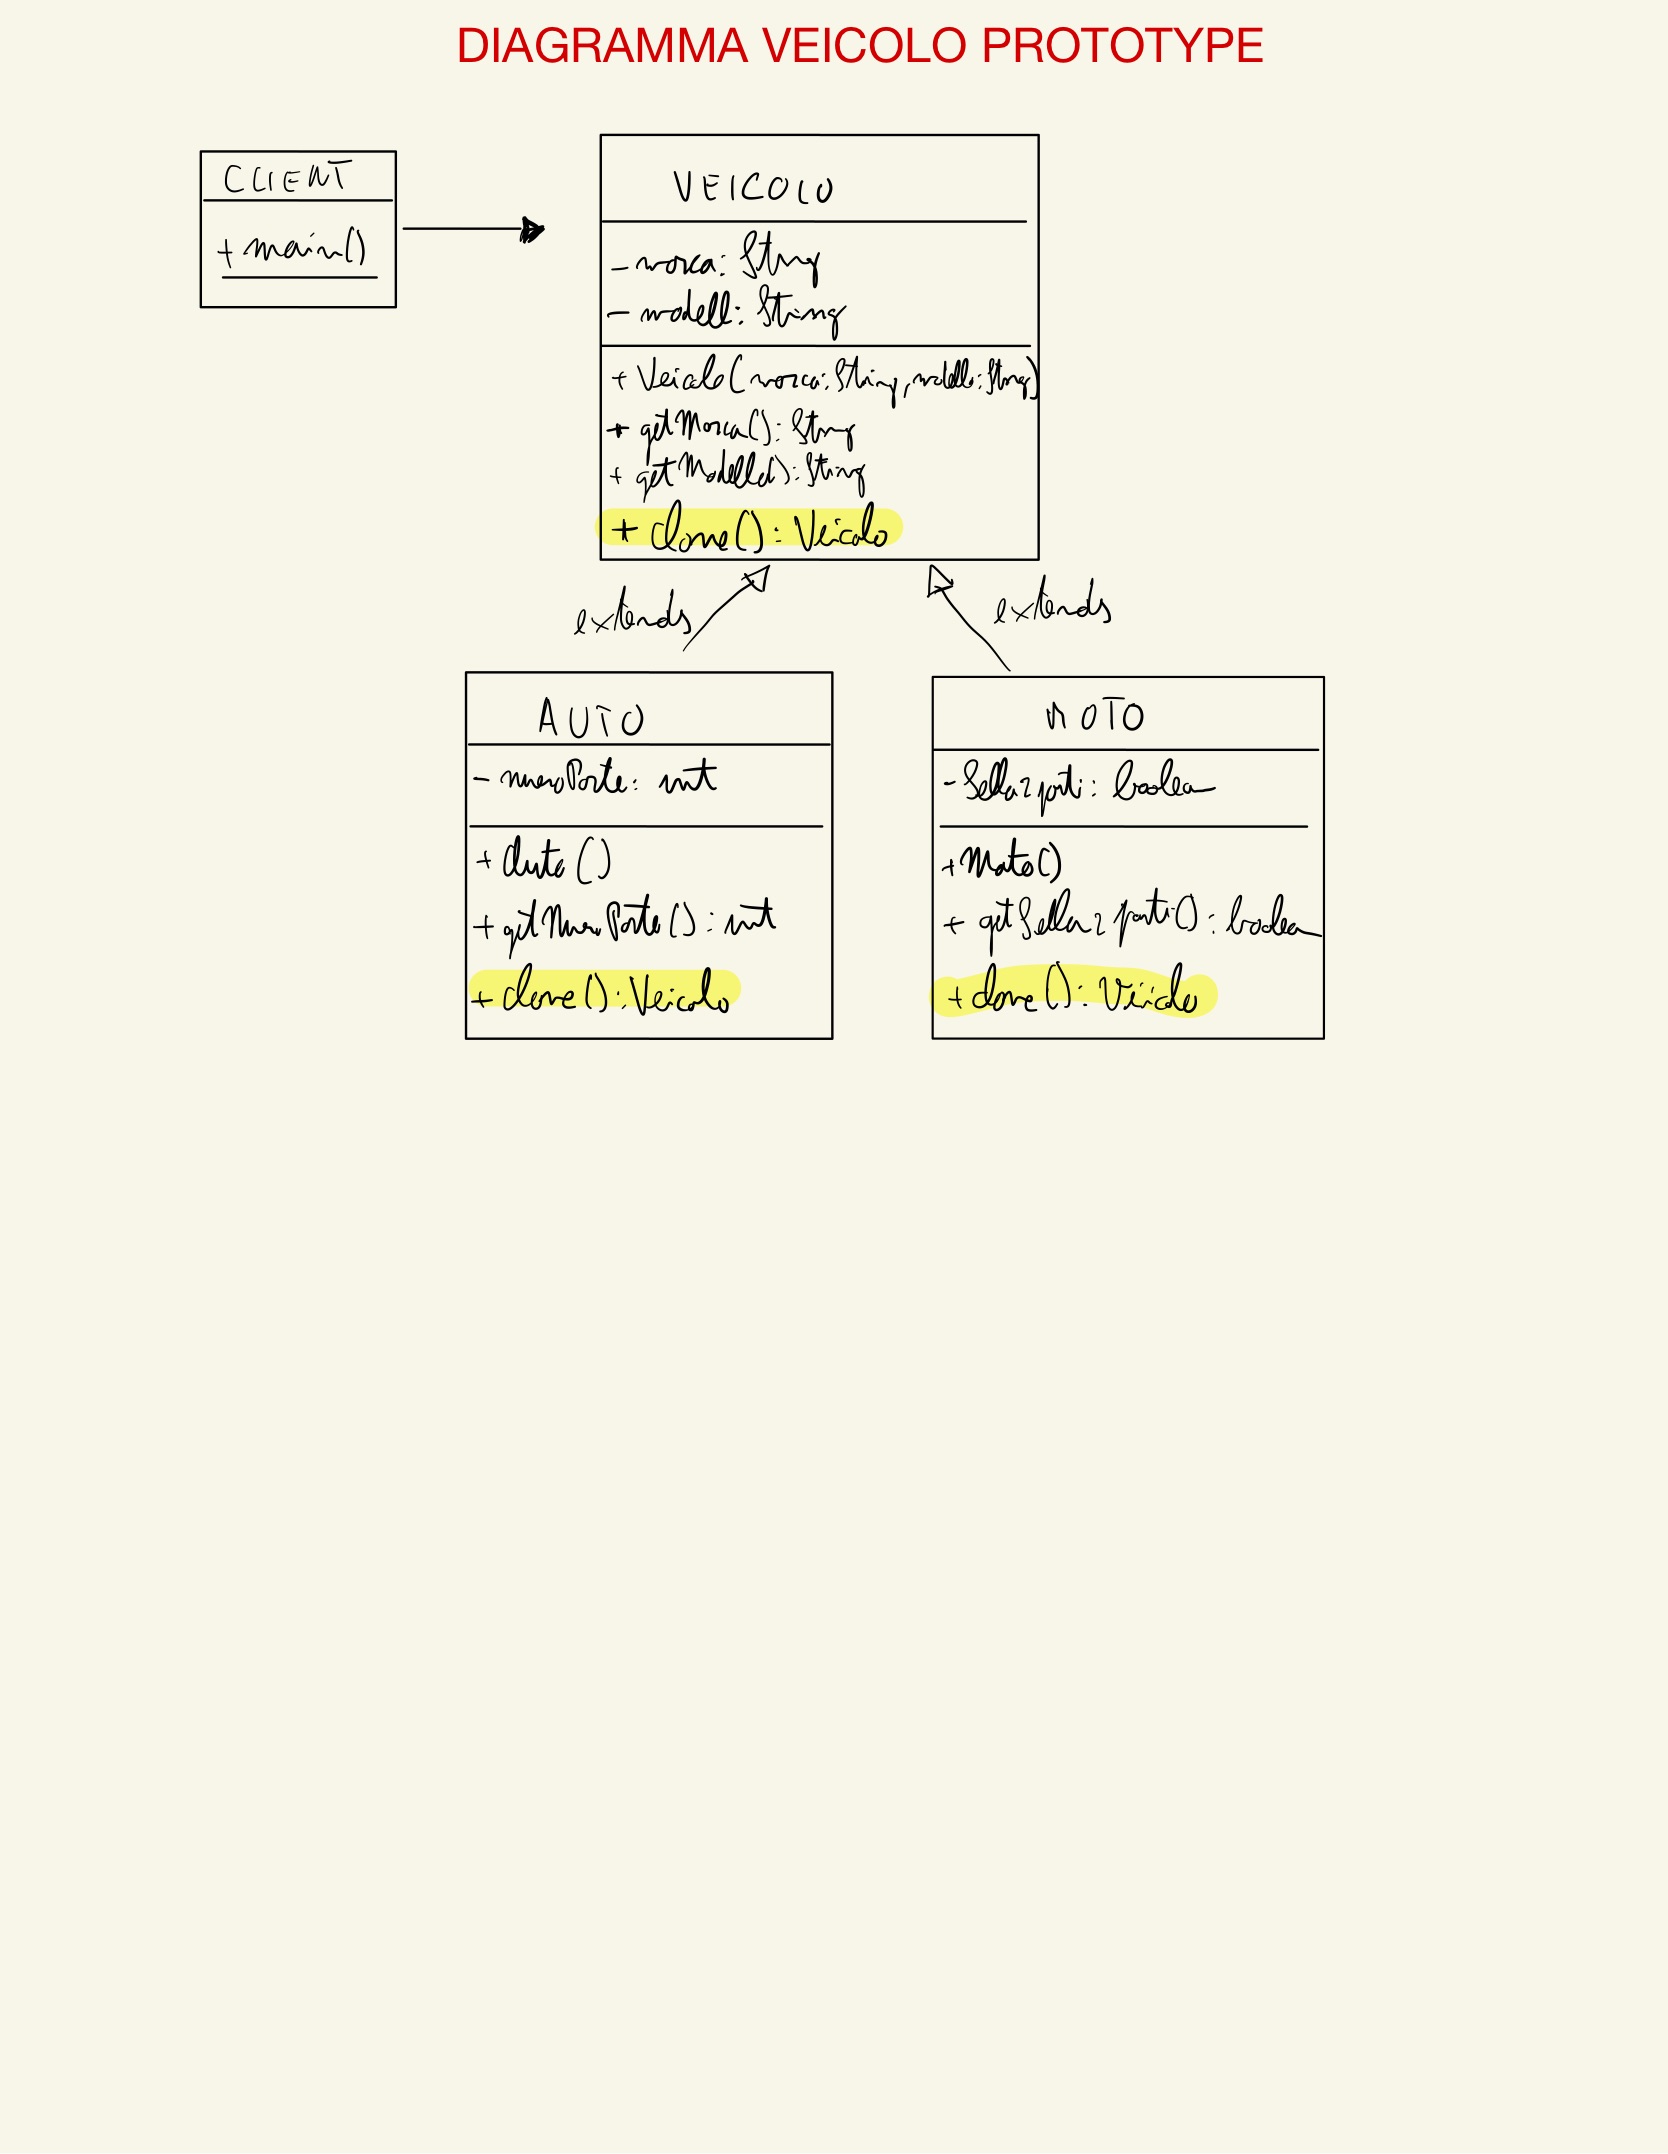 DIAGRAMMA VEICOLO PROTOTYPE
CLIENT
+ main()
VEICOLO
- marca: String
- modell: String
+ Veicolo(marca: String, modello: String)
+ getMarca(): String
+ getModello(): String
+ clone(): Veicolo
extends
extends
AUTO
- numeroPorte: int
+ Auto()
+ getNumeroPorte(): int
+ clone(): Veicolo
MOTO
- Sella2posti: boolean
+ Moto()
+ getSella2posti(): boolean
+ clone(): Veicolo